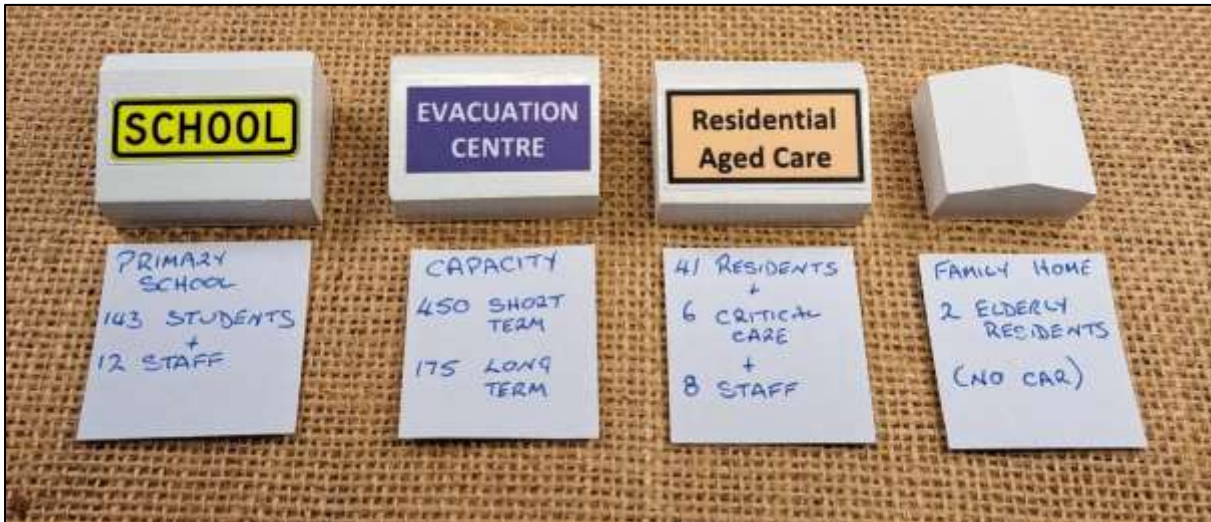 SCHOOL
EVACUATION
CENTRE
Residential
Aged Care
PRIMARY
SCHOOL
143 STUDENTS
+
12 STAFF
CAPACITY
450 SHORT
TERM
175 LONG
TERM
41 RESIDENTS
+
6 CRITICAL
CARE
+
8 STAFF
FAMILY HOME
2 ELDERLY
RESIDENTS
(NO CAR)